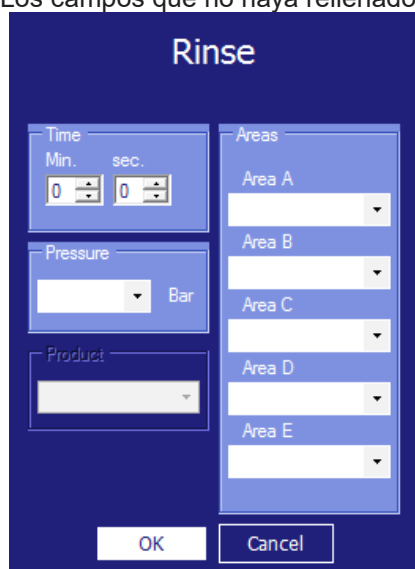 Los campos que no haya rellenado
Rinse
Time
Min. sec.
0 0
Pressure
Bar
Product
Areas
Area A
Area B
Area C
Area D
Area E
OK Cancel